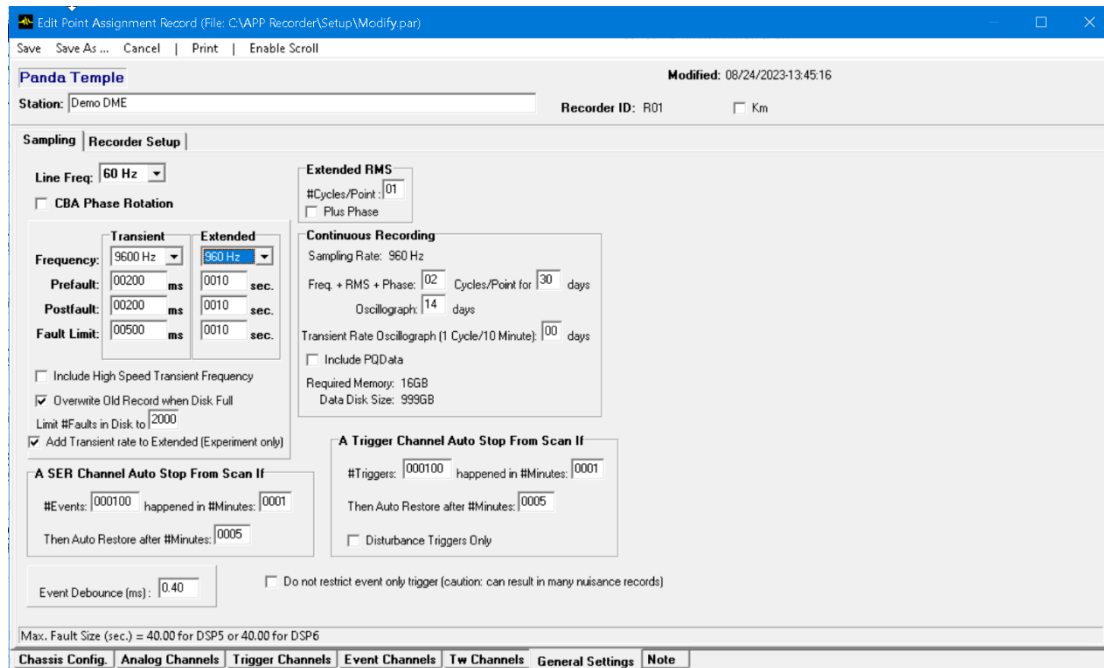 Edit Point Assignment Record (File: C:\APP Recorder\Setup\Modify.par)
Save Save As ... Cancel | Print | Enable Scroll
Panda Temple
Modified: 08/24/2023-13:45:16
Station: Demo DME
Recorder ID: R01
Km
Sampling Recorder Setup
Line Freq: 60 Hz
CBA Phase Rotation
Transient Extended
Frequency: 9600 Hz 960 Hz
Prefault: 00200 ms 0010 sec.
Postfault: 00200 ms 0010 sec.
Fault Limit: 00500 ms 0010 sec.
Include High Speed Transient Frequency
Overwrite Old Record when Disk Full
Limit #Faults in Disk to 2000
Add Transient rate to Extended (Experiment only)
Extended RMS
#Cycles/Point : 01
Plus Phase
Continuous Recording
Sampling Rate: 960 Hz
Freq. + RMS + Phase: 02 Cycles/Point for 30 days
Oscillograph: 14 days
Transient Rate Oscillograph (1 Cycle/10 Minute): 00 days
Include PQData
Required Memory: 16GB
Data Disk Size: 999GB
A SER Channel Auto Stop From Scan If
#Events: 000100 happened in #Minutes: 0001
Then Auto Restore after #Minutes: 0005
A Trigger Channel Auto Stop From Scan If
#Triggers: 000100 happened in #Minutes: 0001
Then Auto Restore after #Minutes: 0005
Disturbance Triggers Only
Event Debounce (ms) : 0.40
Do not restrict event only trigger (caution: can result in many nuisance records)
Max. Fault Size (sec.) = 40.00 for DSP5 or 40.00 for DSP6
Chassis Config. Analog Channels Trigger Channels Event Channels Tw Channels General Settings Note